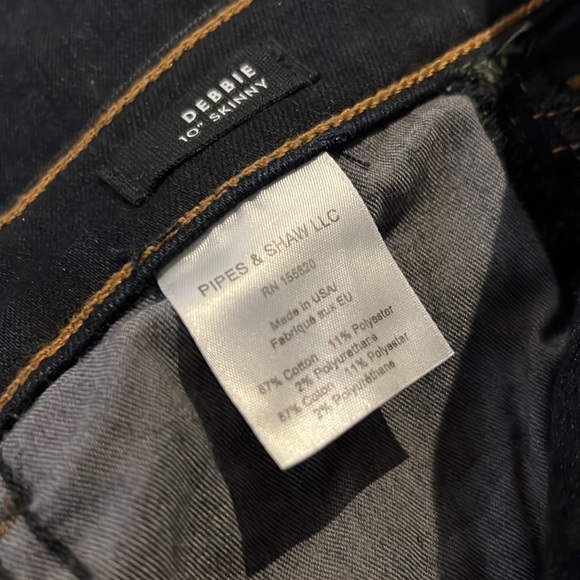 DEBBIE
10" SKINNY
PIPES & SHAW LLC
RN 155820
Made in USA/
Fabriqué aux EU
87% Cotton 11% Polyester
2% Polyurethane
87% Coton 11% Polyester
2% Polyuréthane